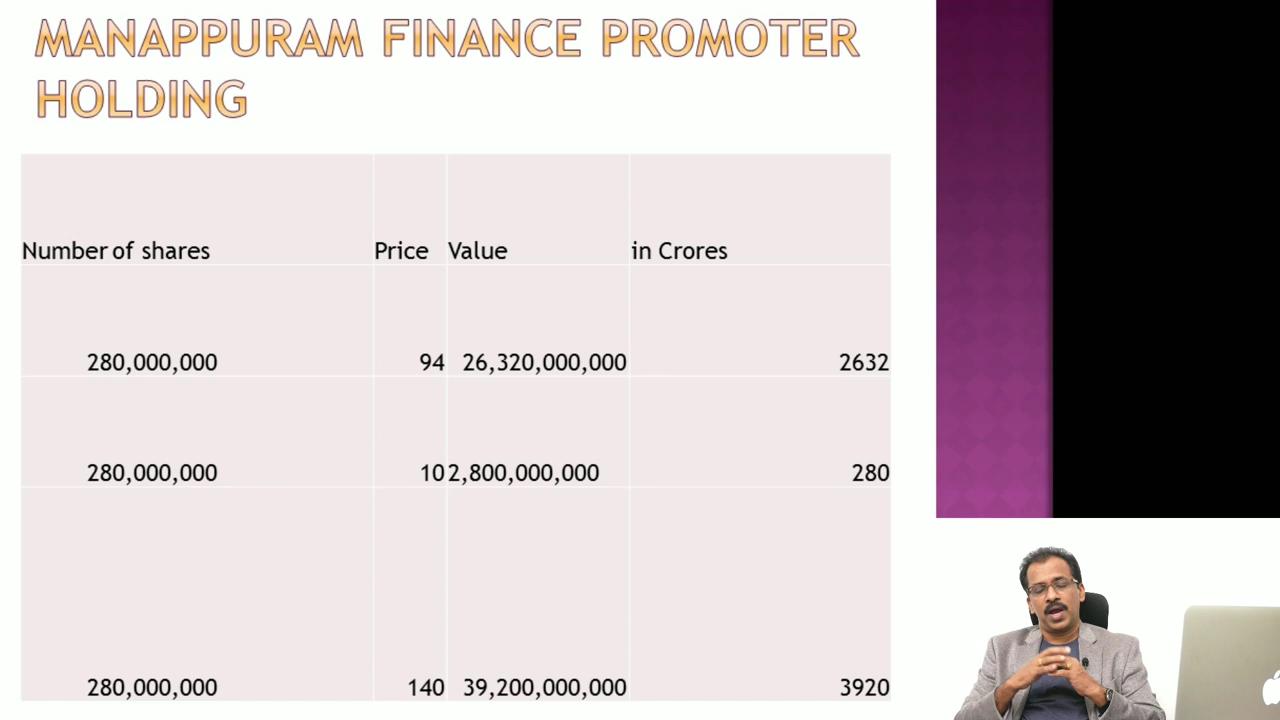 MANAPPURAM FINANCE PROMOTER
HOLDING
Number of shares Price Value in Crores
280,000,000 94 26,320,000,000 2632
280,000,000 10 2,800,000,000 280
280,000,000 140 39,200,000,000 3920